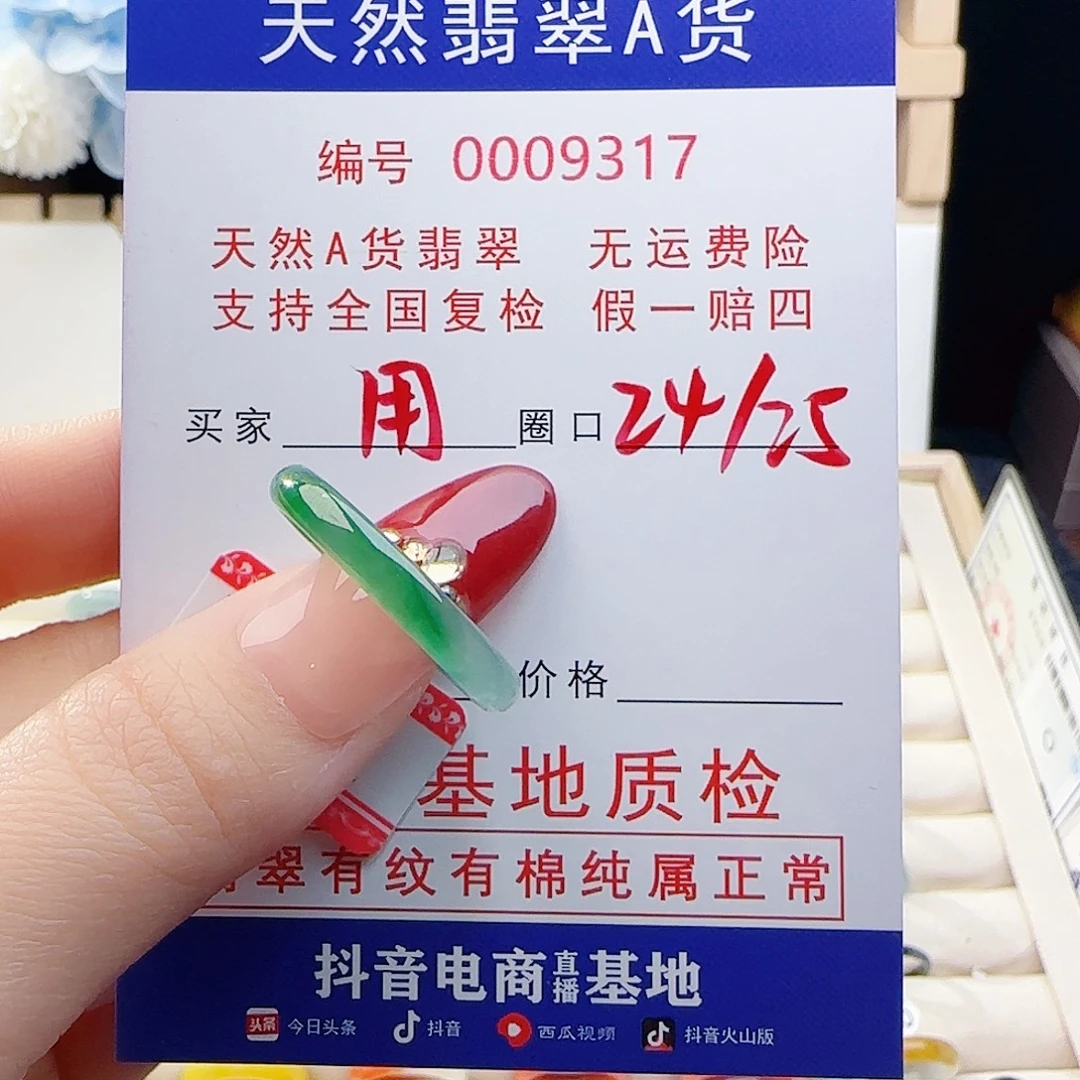 天然翡翠A货
编号 0009317
天然A货翡翠 无运费险
支持全国复检 假一赔四
买家 用 圈口 24/25
价格
基地质检
翠有纹有棉纯属正常
抖音电商直播基地
头条 今日头条 抖音 西瓜视频 抖音火山版